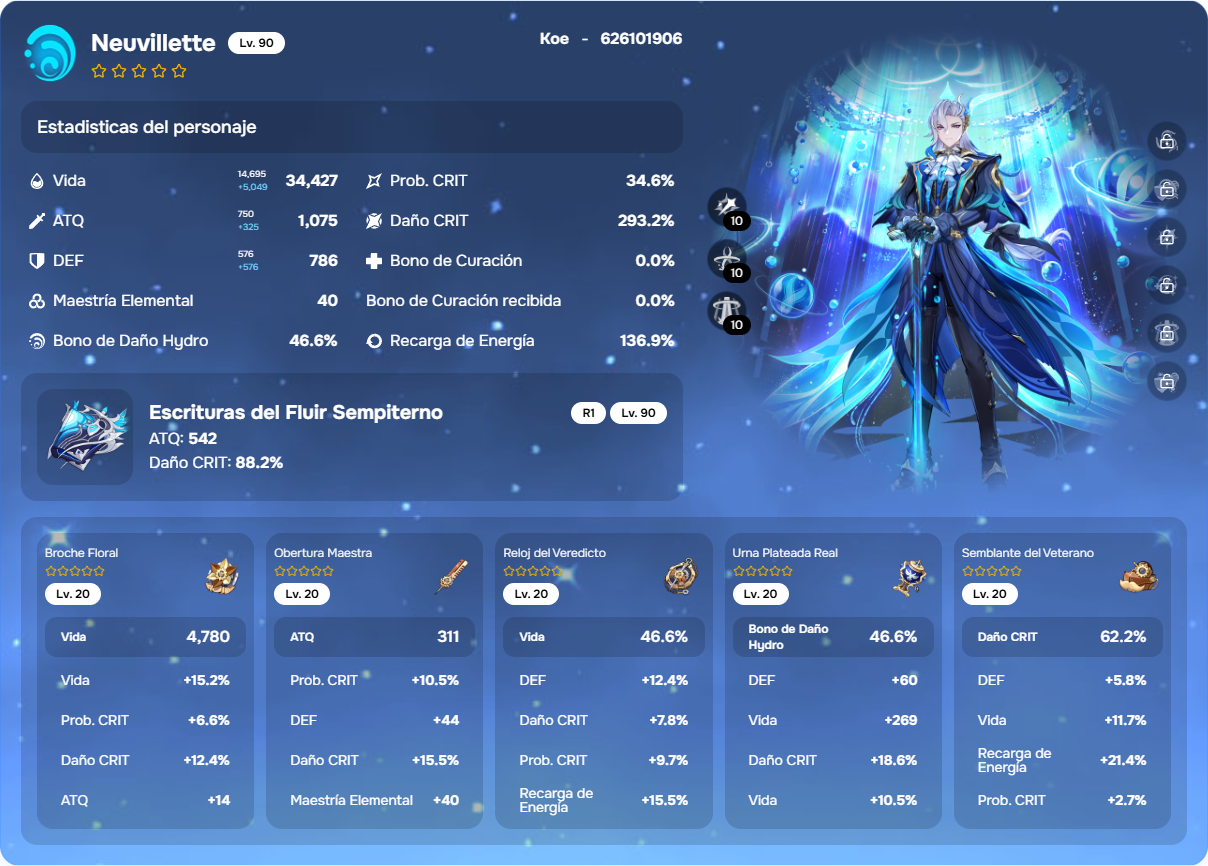 Neuvillette
Lv. 90
Koe - 626101906
Estadisticas del personaje
Vida 14,695 +5,049 34,427
Prob. CRIT 34.6%
ATQ 750 +325 1,075
Daño CRIT 293.2%
DEF 576 +576 786
Bono de Curación 0.0%
Maestría Elemental 40
Bono de Curación recibida 0.0%
Bono de Daño Hydro 46.6%
Recarga de Energía 136.9%
10
10
10
Escrituras del Fluir Sempiterno
R1 Lv. 90
ATQ: 542
Daño CRIT: 88.2%
Broche Floral
Lv. 20
Vida 4,780
Vida +15.2%
Prob. CRIT +6.6%
Daño CRIT +12.4%
ATQ +14
Obertura Maestra
Lv. 20
ATQ 311
Prob. CRIT +10.5%
DEF +44
Daño CRIT +15.5%
Maestría Elemental +40
Reloj del Veredicto
Lv. 20
Vida 46.6%
DEF +12.4%
Daño CRIT +7.8%
Prob. CRIT +9.7%
Recarga de
Energía +15.5%
Urna Plateada Real
Lv. 20
Bono de Daño
Hydro 46.6%
DEF +60
Vida +269
Daño CRIT +18.6%
Vida +10.5%
Semblante del Veterano
Lv. 20
Daño CRIT 62.2%
DEF +5.8%
Vida +11.7%
Recarga de
Energía +21.4%
Prob. CRIT +2.7%